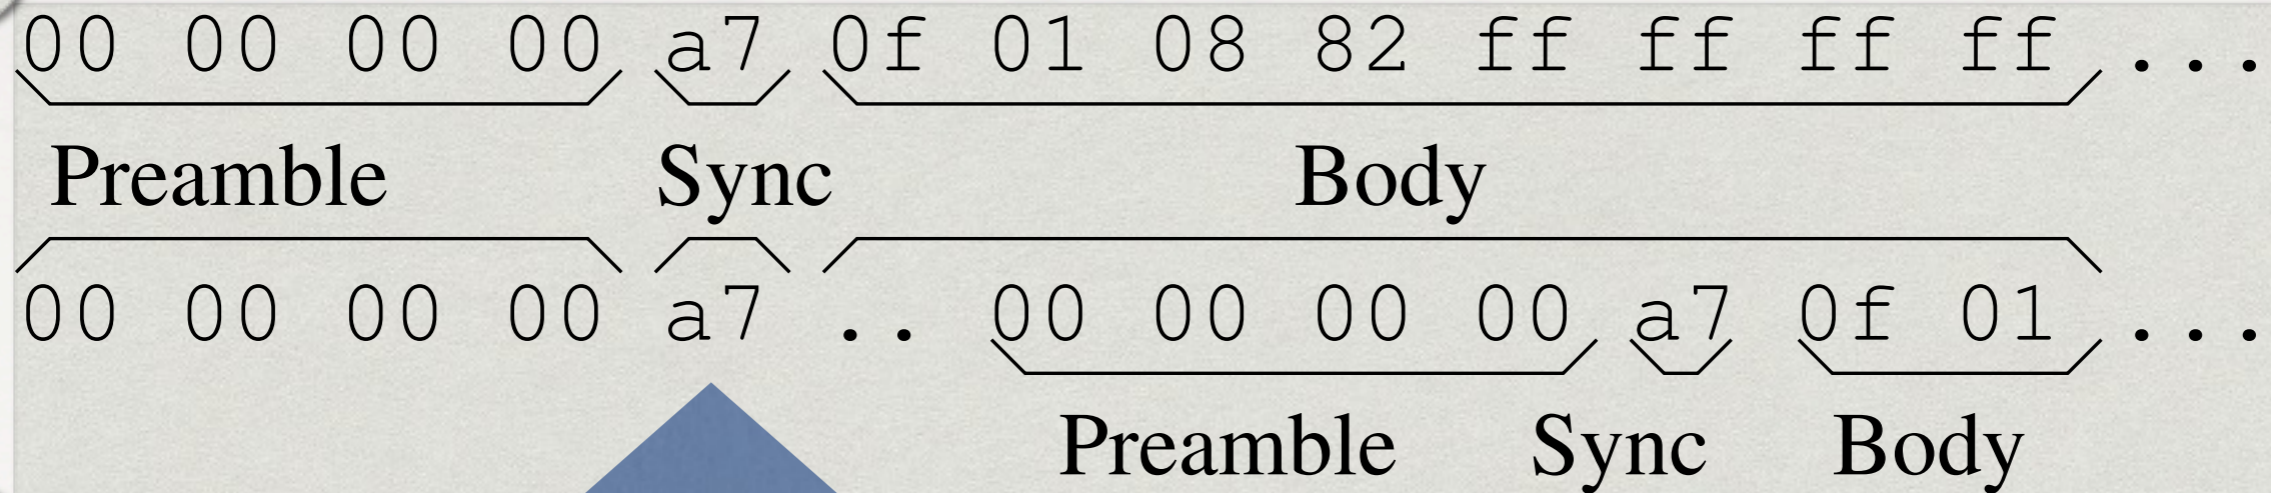 00 00 00 00 a7 0f 01 08 82 ff ff ff ff ...
Preamble Sync Body
00 00 00 00 a7 .. 00 00 00 00 a7 0f 01 ...
Preamble Sync Body